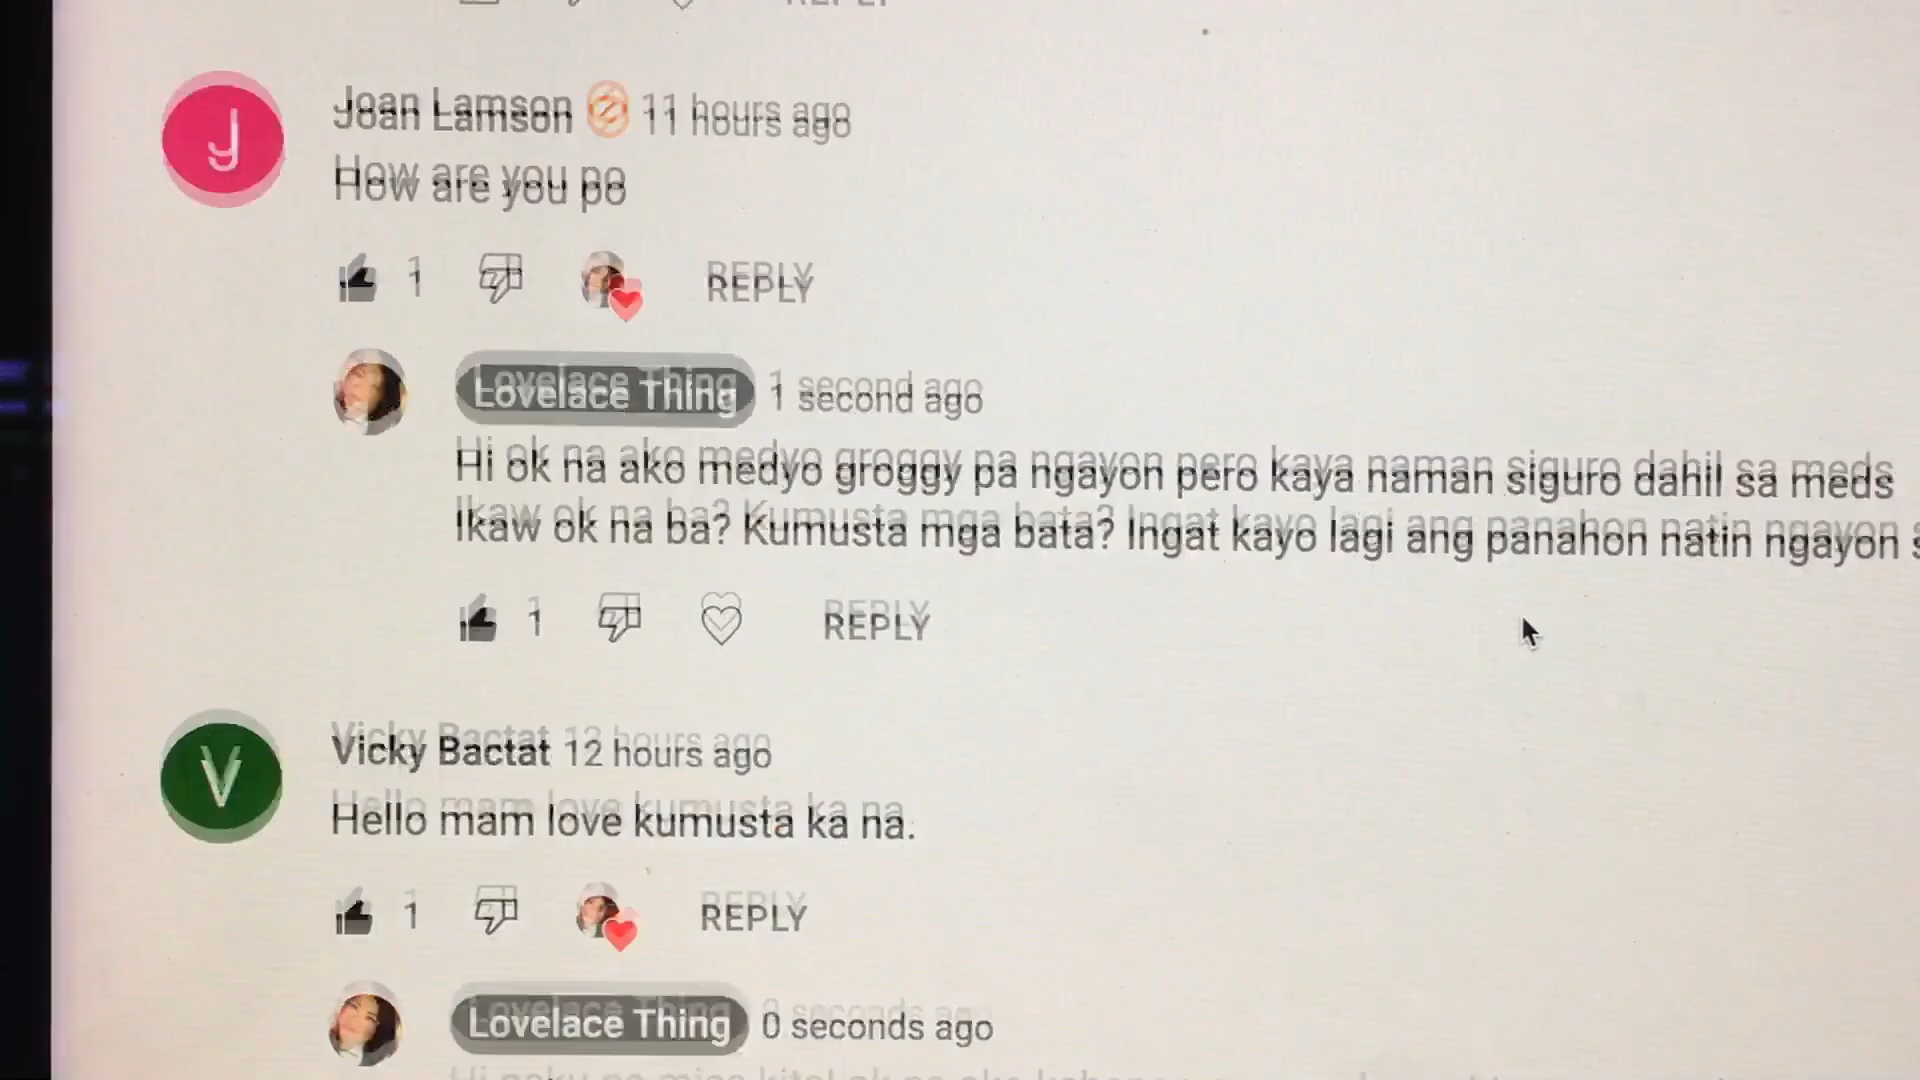 REPLY
J
Joan Lamson 11 hours ago
How are you po
1 REPLY
Lovelace Thing 1 second ago
Hi ok na ako medyo groggy pa ngayon pero kaya naman siguro dahil sa meds
Ikaw ok na ba? Kumusta mga bata? Ingat kayo lagi ang panahon natin ngayon
1 REPLY
V
Vicky Bactat 12 hours ago
Hello mam love kumusta ka na.
1 REPLY
Lovelace Thing 0 seconds ago